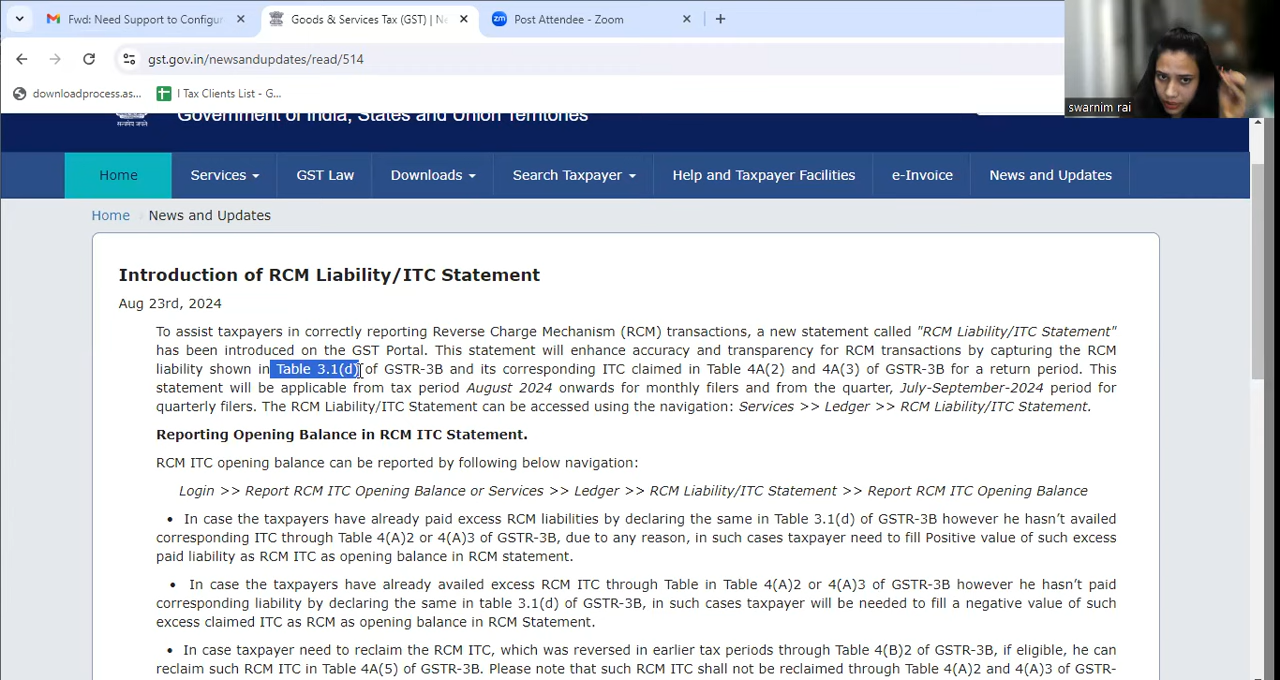 Fwd: Need Support to Configur
Goods & Services Tax (GST) | Ne
Post Attendee - Zoom
gst.gov.in/newsandupdates/read/514
downloadprocess.as...
I Tax Clients List - G...
swarnim rai
Government of India, States and Union Territories
Home
Services
GST Law
Downloads
Search Taxpayer
Help and Taxpayer Facilities
e-Invoice
News and Updates
Home
News and Updates
Introduction of RCM Liability/ITC Statement
Aug 23rd, 2024
To assist taxpayers in correctly reporting Reverse Charge Mechanism (RCM) transactions, a new statement called "RCM Liability/ITC Statement"
has been introduced on the GST Portal. This statement will enhance accuracy and transparency for RCM transactions by capturing the RCM
liability shown in Table 3.1(d) of GSTR-3B and its corresponding ITC claimed in Table 4A(2) and 4A(3) of GSTR-3B for a return period. This
statement will be applicable from tax period August 2024 onwards for monthly filers and from the quarter, July-September-2024 period for
quarterly filers. The RCM Liability/ITC Statement can be accessed using the navigation: Services >> Ledger >> RCM Liability/ITC Statement.
Reporting Opening Balance in RCM ITC Statement.
RCM ITC opening balance can be reported by following below navigation:
Login >> Report RCM ITC Opening Balance or Services >> Ledger >> RCM Liability/ITC Statement >> Report RCM ITC Opening Balance
• In case the taxpayers have already paid excess RCM liabilities by declaring the same in Table 3.1(d) of GSTR-3B however he hasn't availed
corresponding ITC through Table 4(A)2 or 4(A)3 of GSTR-3B, due to any reason, in such cases taxpayer need to fill Positive value of such excess
paid liability as RCM ITC as opening balance in RCM statement.
• In case the taxpayers have already availed excess RCM ITC through Table in Table 4(A)2 or 4(A)3 of GSTR-3B however he hasn't paid
corresponding liability by declaring the same in table 3.1(d) of GSTR-3B, in such cases taxpayer will be needed to fill a negative value of such
excess claimed ITC as RCM as opening balance in RCM Statement.
• In case taxpayer need to reclaim the RCM ITC, which was reversed in earlier tax periods through Table 4(B)2 of GSTR-3B, if eligible, he can
reclaim such RCM ITC in Table 4A(5) of GSTR-3B. Please note that such RCM ITC shall not be reclaimed through Table 4(A)2 and 4(A)3 of GSTR-